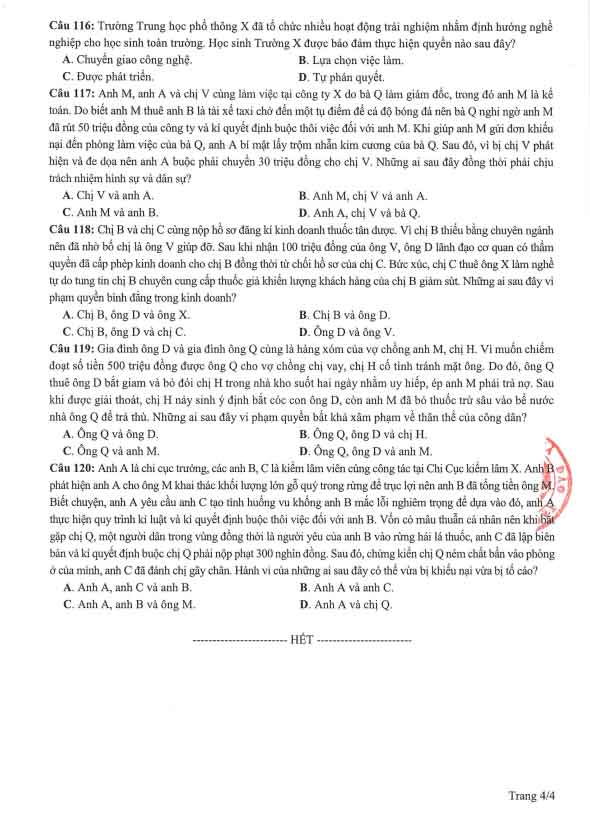 Câu 116: Trường Trung học phổ thông X đã tổ chức nhiều hoạt động trải nghiệm nhằm định hướng nghề
nghiệp cho học sinh toàn trường. Học sinh Trường X được bảo đảm thực hiện quyền nào sau đây?
A. Chuyển giao công nghệ. B. Lựa chọn việc làm.
C. Được phát triển. D. Tự phán quyết.
Câu 117: Anh M, anh A và chị V cùng làm việc tại công ty X do bà Q làm giám đốc, trong đó anh M là kế
toán. Do biết anh M thuê anh B là tài xế taxi chở đến một tụ điểm để cá độ bóng đá nên bà Q nghi ngờ anh M
đã rút 50 triệu đồng của công ty và kí quyết định buộc thôi việc đối với anh M. Khi giúp anh M gửi đơn khiếu
nại đến phòng làm việc của bà Q, anh A bí mật lấy trộm nhẫn kim cương của bà Q. Sau đó, vì bị chị V phát
hiện và đe dọa nên anh A buộc phải chuyển 30 triệu đồng cho chị V. Những ai sau đây đồng thời phải chịu
trách nhiệm hình sự và dân sự?
A. Chị V và anh A. B. Anh M, chị V và anh A.
C. Anh M và anh B. D. Anh A, chị V và bà Q.
Câu 118: Chị B và chị C cùng nộp hồ sơ đăng kí kinh doanh thuốc tân dược. Vì chị B thiếu bằng chuyên ngành
nên đã nhờ bố chị là ông V giúp đỡ. Sau khi nhận 100 triệu đồng của ông V, ông D lãnh đạo cơ quan có thẩm
quyền đã cấp phép kinh doanh cho chị B đồng thời từ chối hồ sơ của chị C. Bức xúc, chị C thuê ông X làm nghề
tự do tung tin chị B chuyên cung cấp thuốc giả khiến lượng khách hàng của chị B giảm sút. Những ai sau đây vi
phạm quyền bình đẳng trong kinh doanh?
A. Chị B, ông D và ông X. B. Chị B và ông D.
C. Chị B, ông D và chị C. D. Ông D và ông V.
Câu 119: Gia đình ông D và gia đình ông Q cùng là hàng xóm của vợ chồng anh M, chị H. Vì muốn chiếm
đoạt số tiền 500 triệu đồng được ông Q cho vợ chồng chị vay, chị H cố tình tránh mặt ông. Do đó, ông Q
thuê ông D bắt giam và bỏ đói chị H trong nhà kho suốt hai ngày nhằm uy hiếp, ép anh M phải trả nợ. Sau
khi được giải thoát, chị H nảy sinh ý định bắt cóc con ông D, còn anh M đã bỏ thuốc trừ sâu vào bể nước
nhà ông Q để trả thù. Những ai sau đây vi phạm quyền bất khả xâm phạm về thân thể của công dân?
A. Ông Q và ông D. B. Ông Q, ông D và chị H.
C. Ông Q và anh M. D. Ông Q, ông D và anh M.
Câu 120: Anh A là chi cục trưởng, các anh B, C là kiểm lâm viên cùng công tác tại Chi Cục kiểm lâm X. Anh B
phát hiện anh A cho ông M khai thác khối lượng lớn gỗ quý trong rừng để trục lợi nên anh B đã tống tiền ông M.
Biết chuyện, anh A yêu cầu anh C tạo tình huống vu khống anh B mắc lỗi nghiêm trọng để dựa vào đó, anh A
thực hiện quy trình kỉ luật và kí quyết định buộc thôi việc đối với anh B. Vốn có mâu thuẫn cá nhân nên khi bắt
gặp chị Q, một người dân trong vùng đồng thời là người yêu của anh B vào rừng hái lá thuốc, anh C đã lập biên
bản và kí quyết định buộc chị Q phải nộp phạt 300 nghìn đồng. Sau đó, chứng kiến chị Q ném chất bẩn vào phòng
ở của mình, anh C đã đánh chị gãy chân. Hành vi của những ai sau đây có thể vừa bị khiếu nại vừa bị tố cáo?
A. Anh A, anh C và anh B. B. Anh A và anh C.
C. Anh A, anh B và ông M. D. Anh A và chị Q.
------------------------ HẾT ------------------------
Trang 4/4